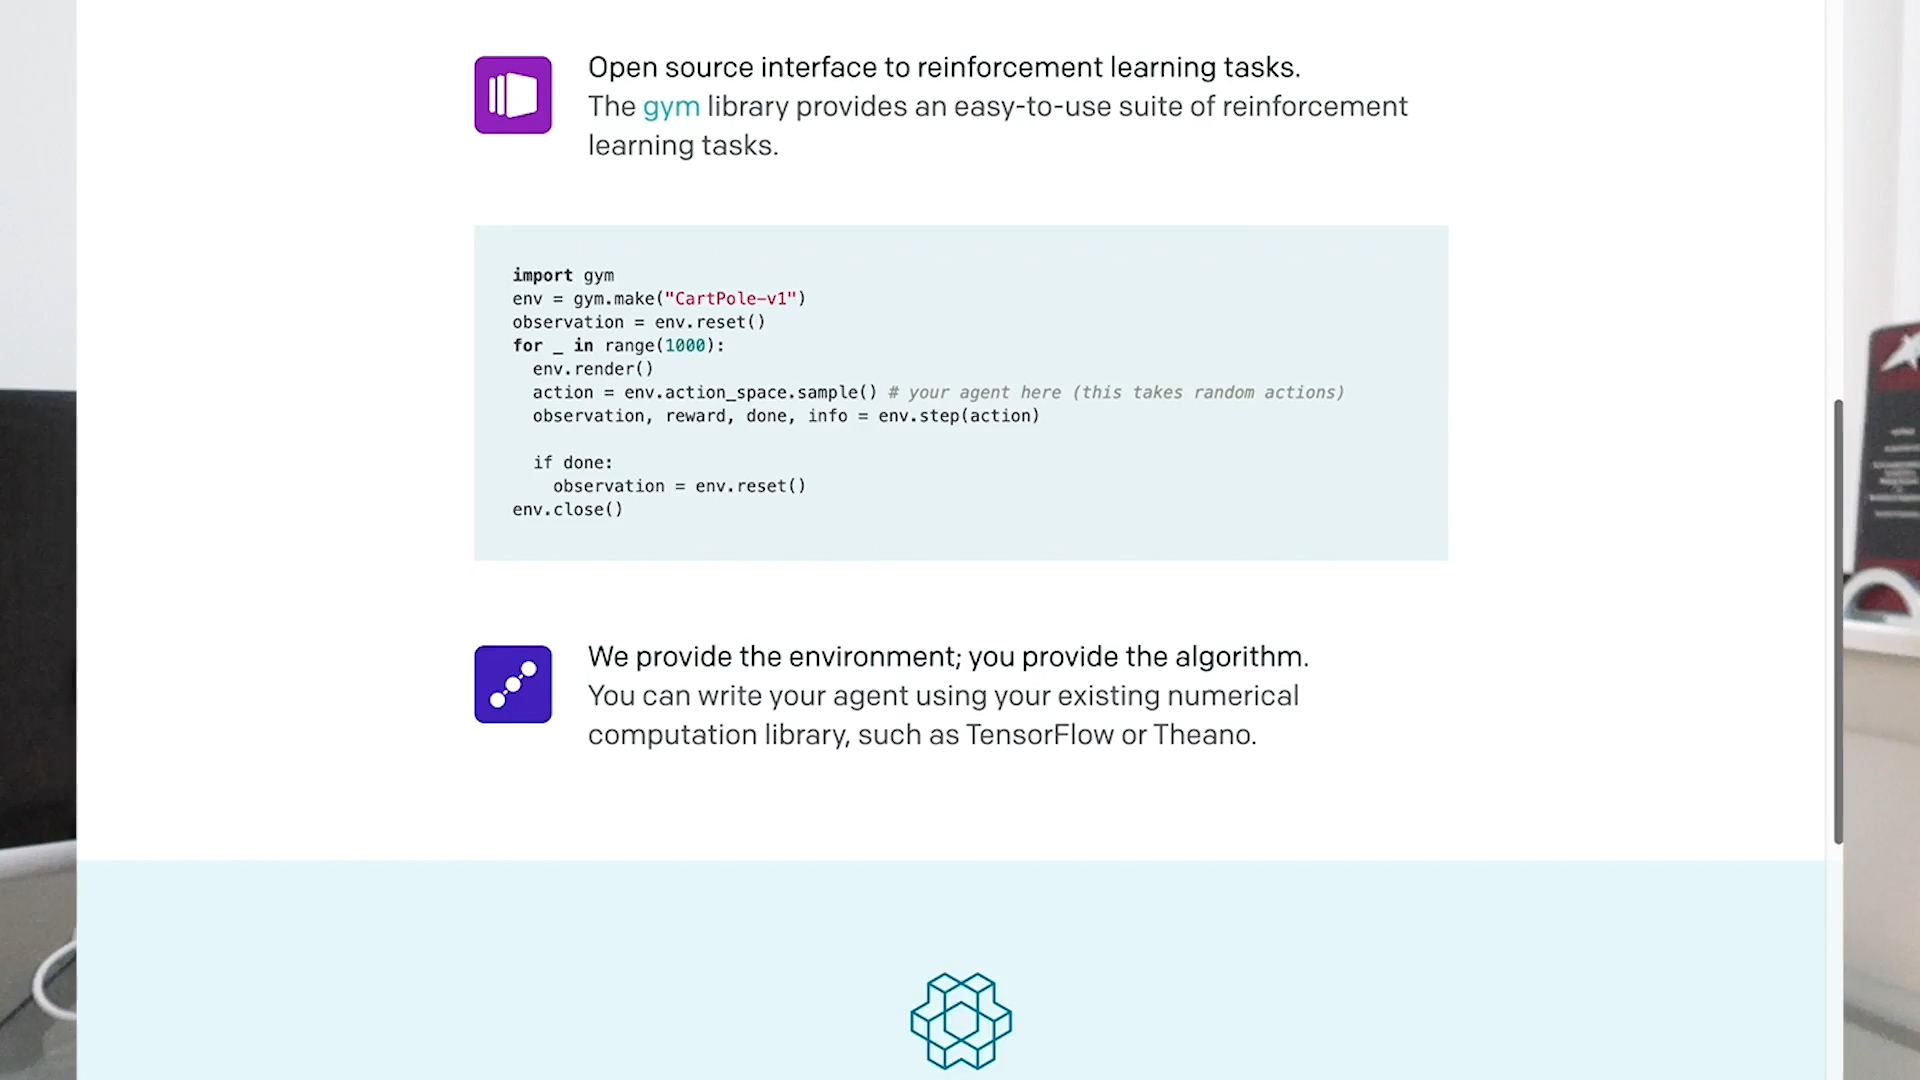 Open source interface to reinforcement learning tasks.
The gym library provides an easy-to-use suite of reinforcement
learning tasks.
import gym
env = gym.make("CartPole-v1")
observation = env.reset()
for _ in range(1000):
  env.render()
  action = env.action_space.sample() # your agent here (this takes random actions)
  observation, reward, done, info = env.step(action)

  if done:
    observation = env.reset()
env.close()
We provide the environment; you provide the algorithm.
You can write your agent using your existing numerical
computation library, such as TensorFlow or Theano.